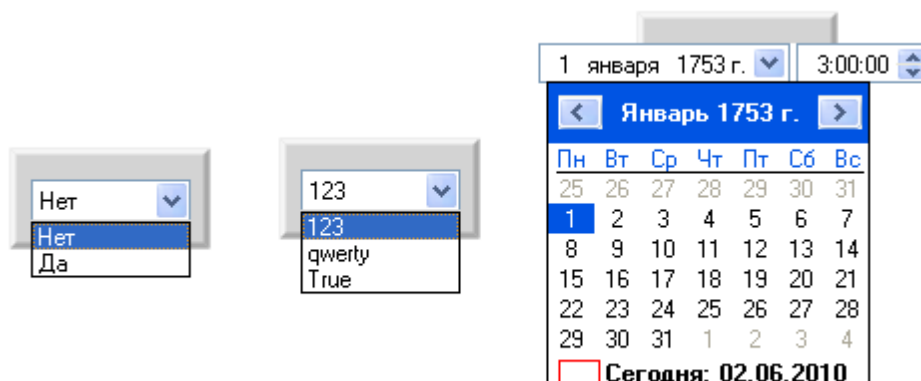 Нет
Нет
Да
123
123
qwerty
True
1 января 1753 г. 3:00:00
Январь 1753 г.
Пн Вт Ср Чт Пт Сб Вс
25 26 27 28 29 30 31
1 2 3 4 5 6 7
8 9 10 11 12 13 14
15 16 17 18 19 20 21
22 23 24 25 26 27 28
29 30 31 1 2 3 4
Сегодня: 02.06.2010